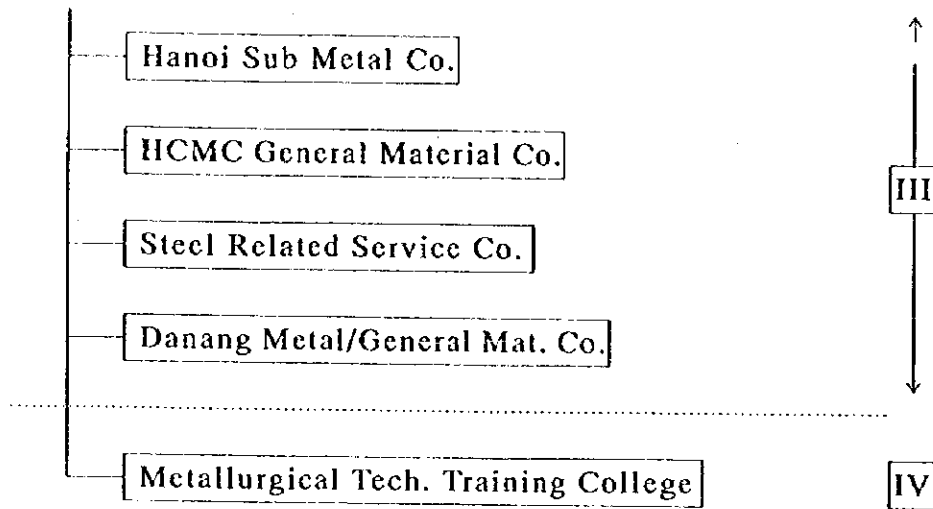 Hanoi Sub Metal Co.
HCMC General Material Co.
III
Steel Related Service Co.
Danang Metal/General Mat. Co.
Metallurgical Tech. Training College
IV